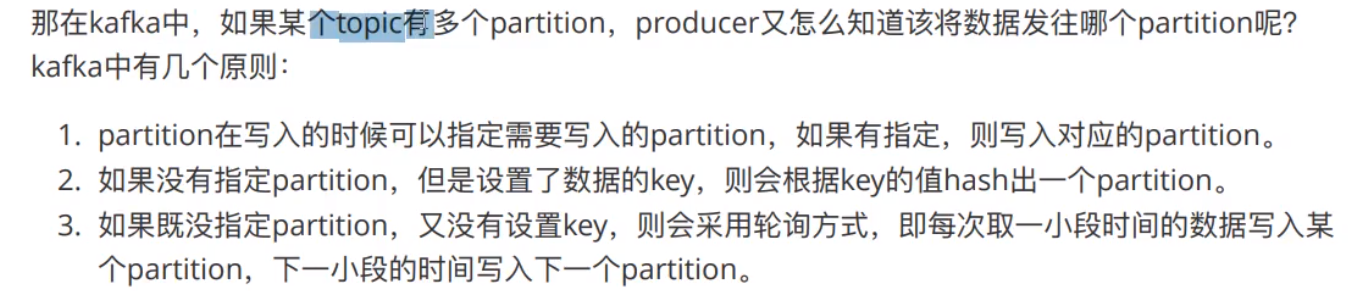 那在kafka中，如果某个topic有多个partition，producer又怎么知道该将数据发往哪个partition呢？
kafka中有几个原则：
1. partition在写入的时候可以指定需要写入的partition，如果有指定，则写入对应的partition。
2. 如果没有指定partition，但是设置了数据的key，则会根据key的值hash出一个partition。
3. 如果既没指定partition，又没有设置key，则会采用轮询方式，即每次取一小段时间的数据写入某
个partition，下一小段的时间写入下一个partition。